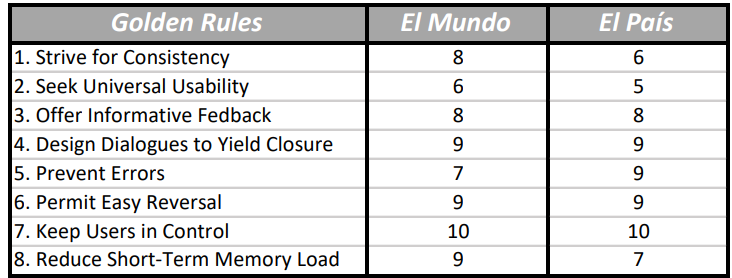 Golden Rules El Mundo El País
1. Strive for Consistency 8 6
2. Seek Universal Usability 6 5
3. Offer Informative Fedback 8 8
4. Design Dialogues to Yield Closure 9 9
5. Prevent Errors 7 9
6. Permit Easy Reversal 9 9
7. Keep Users in Control 10 10
8. Reduce Short-Term Memory Load 9 7